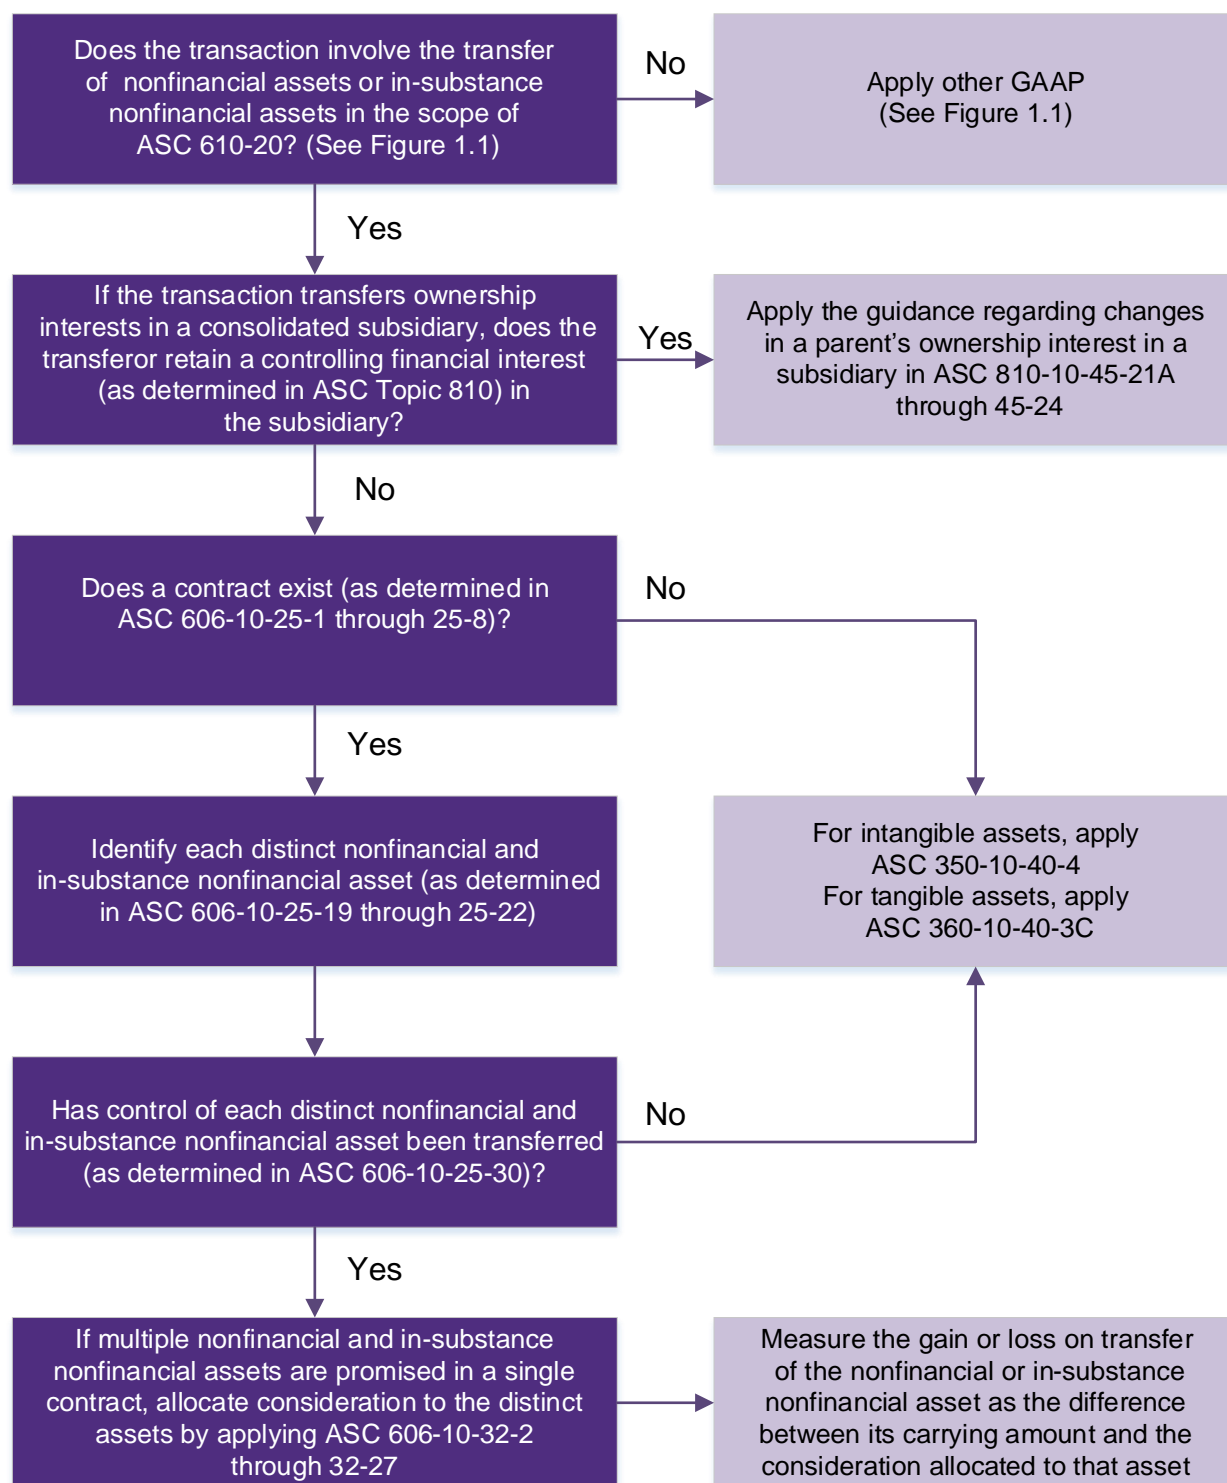 Does the transaction involve the transfer
of nonfinancial assets or in-substance
nonfinancial assets in the scope of
ASC 610-20? (See Figure 1.1)
No
Apply other GAAP
(See Figure 1.1)
Yes
If the transaction transfers ownership
interests in a consolidated subsidiary, does the
transferor retain a controlling financial interest
(as determined in ASC Topic 810) in
the subsidiary?
Yes
Apply the guidance regarding changes
in a parent’s ownership interest in a
subsidiary in ASC 810-10-45-21A
through 45-24
No
Does a contract exist (as determined in
ASC 606-10-25-1 through 25-8)?
No
Yes
Identify each distinct nonfinancial and
in-substance nonfinancial asset (as determined
in ASC 606-10-25-19 through 25-22)
For intangible assets, apply
ASC 350-10-40-4
For tangible assets, apply
ASC 360-10-40-3C
Has control of each distinct nonfinancial and
in-substance nonfinancial asset been transferred
(as determined in ASC 606-10-25-30)?
No
Yes
If multiple nonfinancial and in-substance
nonfinancial assets are promised in a single
contract, allocate consideration to the distinct
assets by applying ASC 606-10-32-2
through 32-27
Measure the gain or loss on transfer
of the nonfinancial or in-substance
nonfinancial asset as the difference
between its carrying amount and the
consideration allocated to that asset